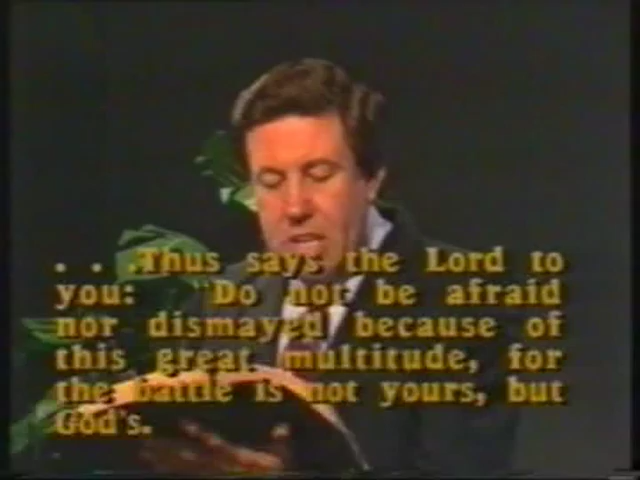 . . .Thus says the Lord to
you: "Do not be afraid
nor dismayed because of
this great multitude, for
the battle is not yours, but
God's.